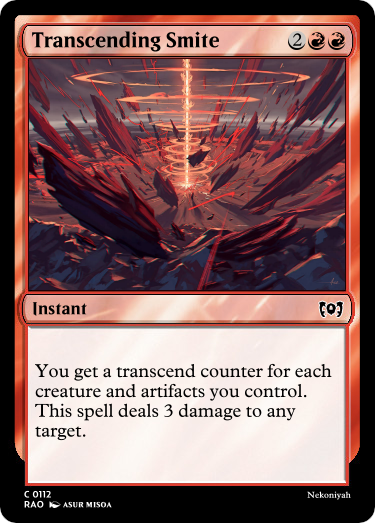 Transcending Smite 2
Instant
You get a transcend counter for each
creature and artifacts you control.
This spell deals 3 damage to any
target.
C 0112
Nekoniyah
RAO ASUR MISOA